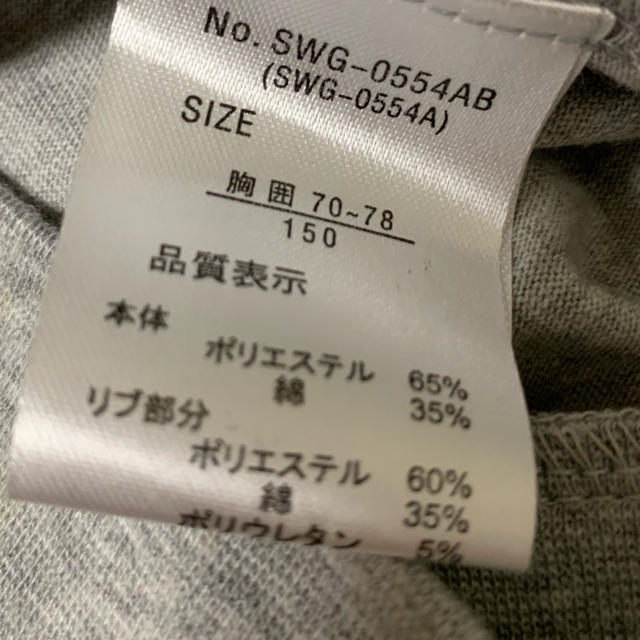 No. SWG-0554AB
(SWG-0554A)
SIZE
胸囲 70~78
150
品質表示
本体
ポリエステル 65%
綿 35%
リブ部分
ポリエステル 60%
綿 35%
ポリウレタン 5%